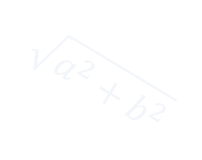 √a² + b²